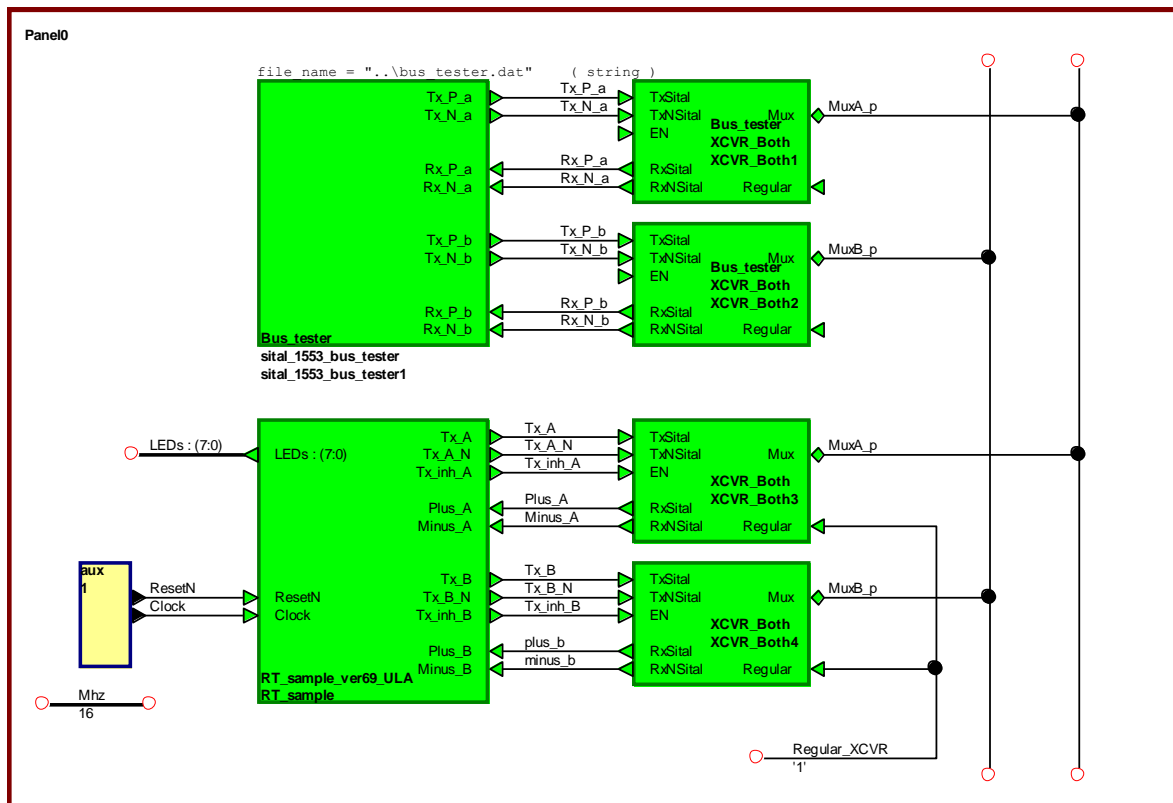 Panel0
file_name = "..\bus_tester.dat" ( string )
Tx_P_a Tx_P_a TxSital
Tx_N_a Tx_N_a TxNSital Mux MuxA_p
EN Bus_tester
XCVR_Both
XCVR_Both1
Rx_P_a Rx_P_a RxSital
Rx_N_a Rx_N_a RxNSital Regular
Tx_P_b Tx_P_b TxSital
Tx_N_b Tx_N_b TxNSital Mux MuxB_p
EN Bus_tester
XCVR_Both
XCVR_Both2
Rx_P_b Rx_P_b RxSital
Rx_N_b Rx_N_b RxNSital Regular
Bus_tester
sital_1553_bus_tester
sital_1553_bus_tester1
LEDs : (7:0) LEDs : (7:0)
Tx_A Tx_A TxSital
Tx_A_N Tx_A_N TxNSital Mux MuxA_p
Tx_inh_A Tx_inh_A EN
XCVR_Both
XCVR_Both3
Plus_A Plus_A RxSital
Minus_A Minus_A RxNSital Regular
aux
1
ResetN ResetN
Clock Clock
Tx_B Tx_B TxSital
Tx_B_N Tx_B_N TxNSital Mux MuxB_p
Tx_inh_B Tx_inh_B EN
XCVR_Both
XCVR_Both4
Plus_B plus_b RxSital
Minus_B minus_b RxNSital Regular
RT_sample_ver69_ULA
RT_sample
Mhz
16
Regular_XCVR
'1'